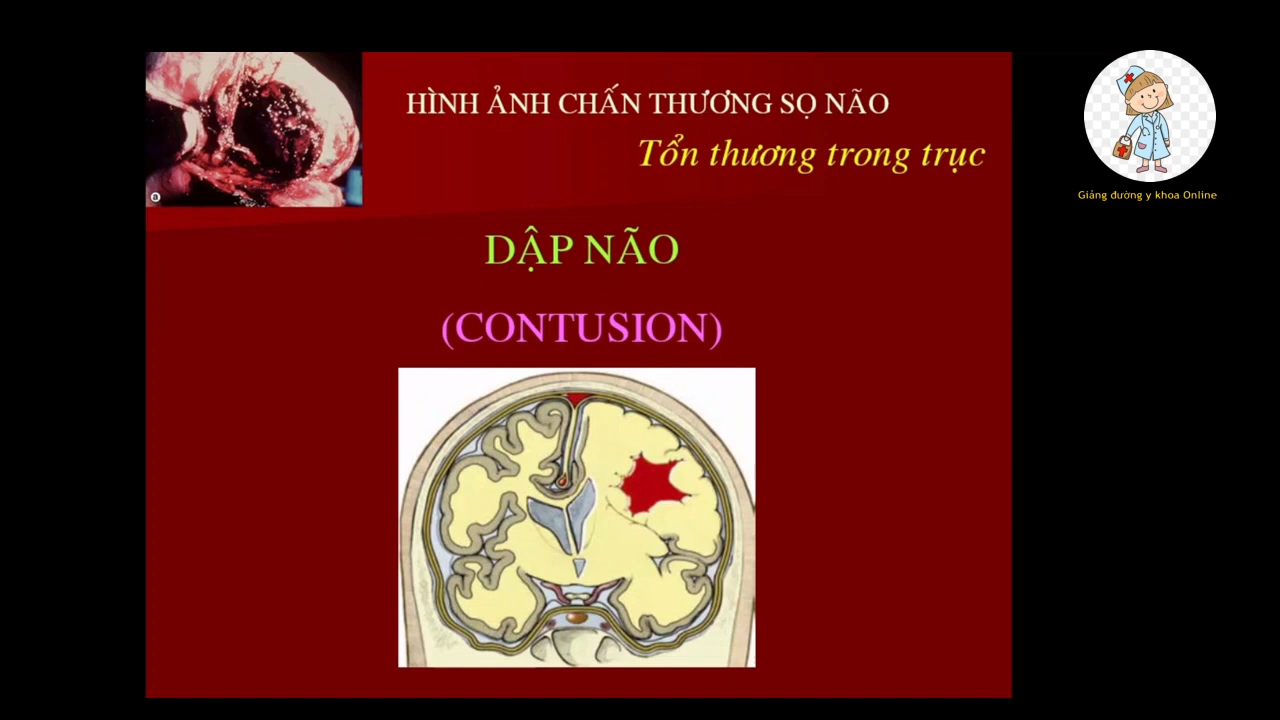 HÌNH ẢNH CHẤN THƯƠNG SỌ NÃO
Tổn thương trong trục
a
DẬP NÃO
(CONTUSION)
Giảng đường y khoa Online